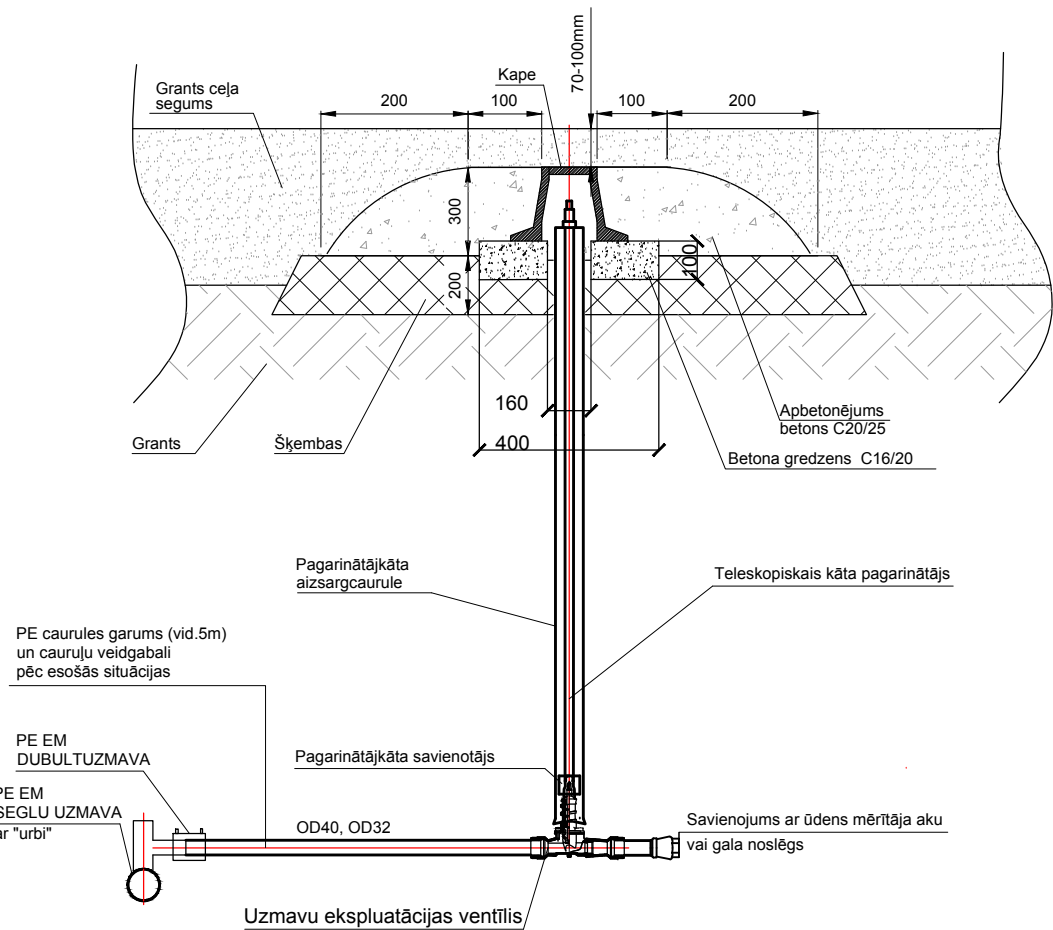 70-100mm
Kape
Grants ceļa
segums
200
100
100
200
300
200
100
160
400
Grants
Šķembas
Apbetonējums
betons C20/25
Betona gredzens C16/20
Pagarinātājkāta
aizsargcaurule
Teleskopiskais kāta pagarinātājs
PE caurules garums (vid.5m)
un cauruļu veidgabali
pēc esošās situācijas
PE EM
DUBULTUZMAVA
Pagarinātājkāta savienotājs
PE EM
SEGLU UZMAVA
ar "urbi"
OD40, OD32
Savienojums ar ūdens mērītāja aku
vai gala noslēgs
Uzmavu ekspluatācijas ventīlis